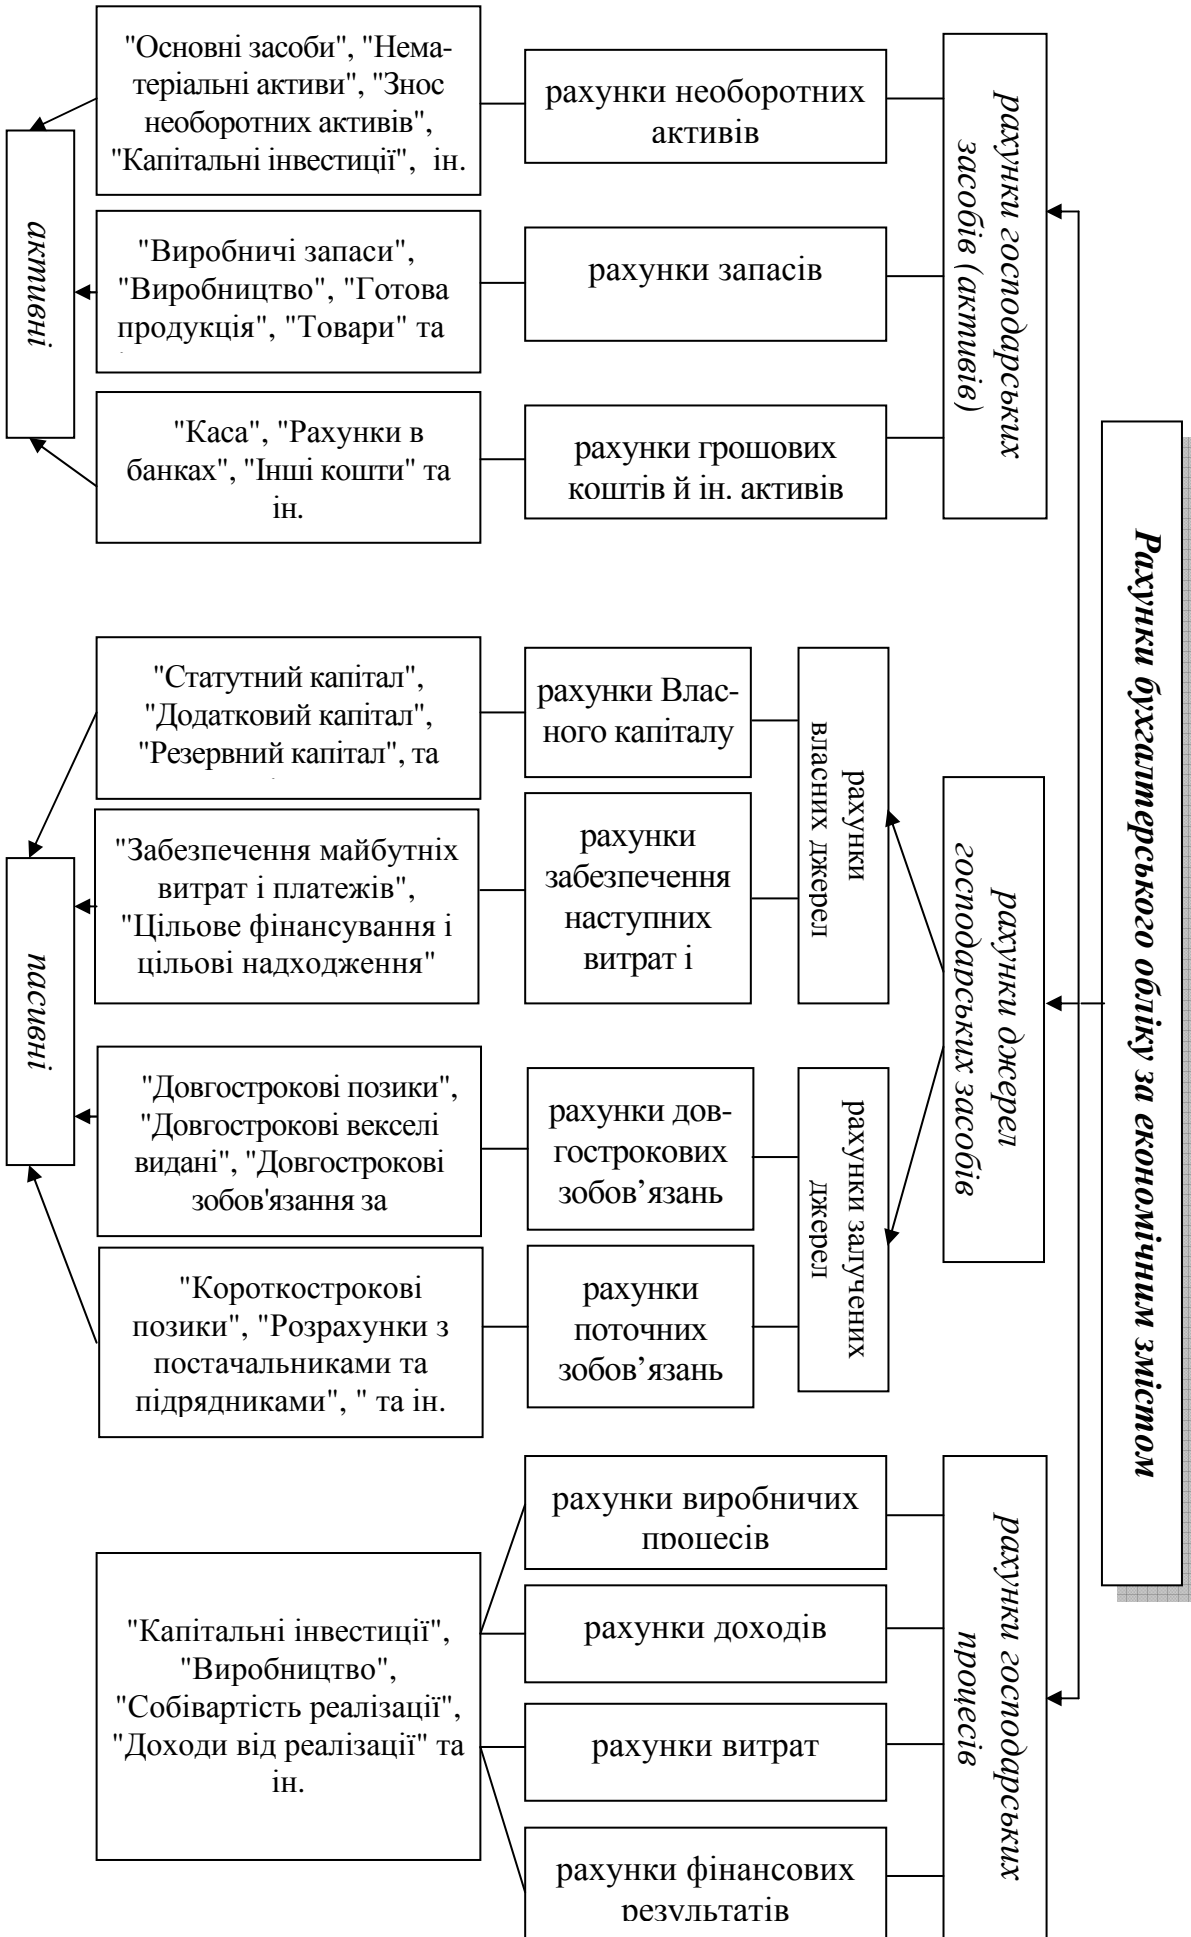 Рахунки бухгалтерського обліку за економічним змістом
рахунки господарських
засобів (активів)
рахунки необоротних
активів
"Основні засоби", "Нема-
теріальні активи", "Знос
необоротних активів",
"Капітальні інвестиції", ін.
рахунки запасів
"Виробничі запаси",
"Виробництво", "Готова
продукція", "Товари" та
рахунки грошових
коштів й ін. активів
"Каса", "Рахунки в
банках", "Інші кошти" та
ін.
активні
рахунки джерел
господарських засобів
рахунки
власних джерел
рахунки Влас-
ного капіталу
"Статутний капітал",
"Додатковий капітал",
"Резервний капітал", та
рахунки
забезпечення
наступних
витрат і
"Забезпечення майбутніх
витрат і платежів",
"Цільове фінансування і
цільові надходження"
рахунки залучених
джерел
рахунки дов-
гострокових
зобов’язань
"Довгострокові позики",
"Довгострокові векселі
видані", "Довгострокові
зобов'язання за
рахунки
поточних
зобов’язань
"Короткострокові
позики", "Розрахунки з
постачальниками та
підрядниками", " та ін.
пасивні
рахунки господарських
процесів
рахунки виробничих
процесів
рахунки доходів
рахунки витрат
рахунки фінансових
результатів
"Капітальні інвестиції",
"Виробництво",
"Собівартість реалізації",
"Доходи від реалізації" та
ін.